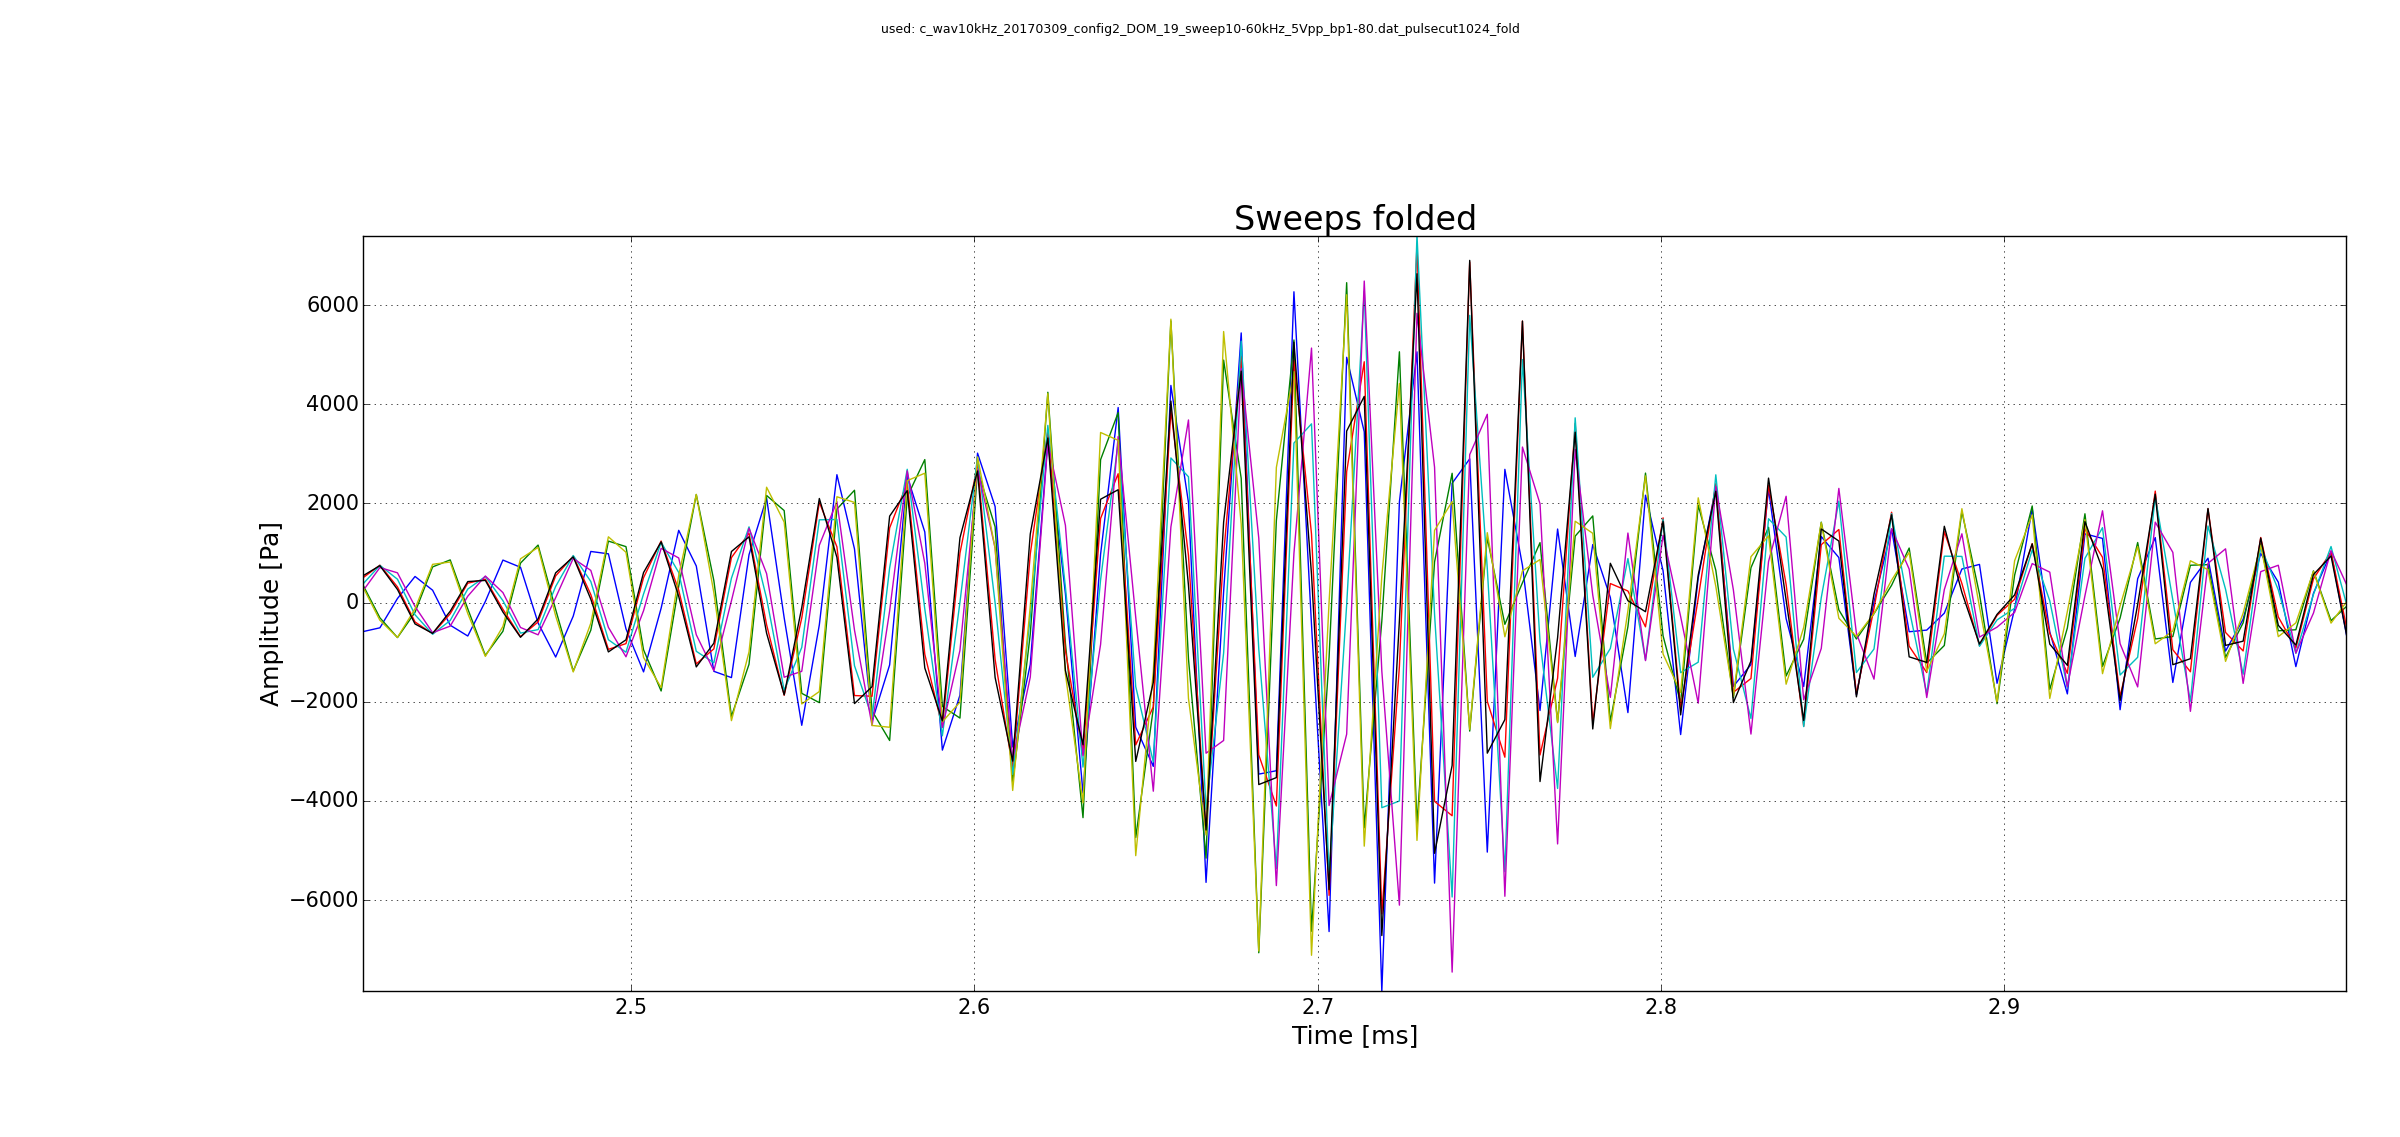 used: c_wav10kHz_20170309_config2_DOM_19_sweep10-60kHz_5Vpp_bp1-80.dat_pulsecut1024_fold
Sweeps folded
Amplitude [Pa]
6000
4000
2000
0
−2000
−4000
−6000
2.5 2.6 2.7 2.8 2.9
Time [ms]